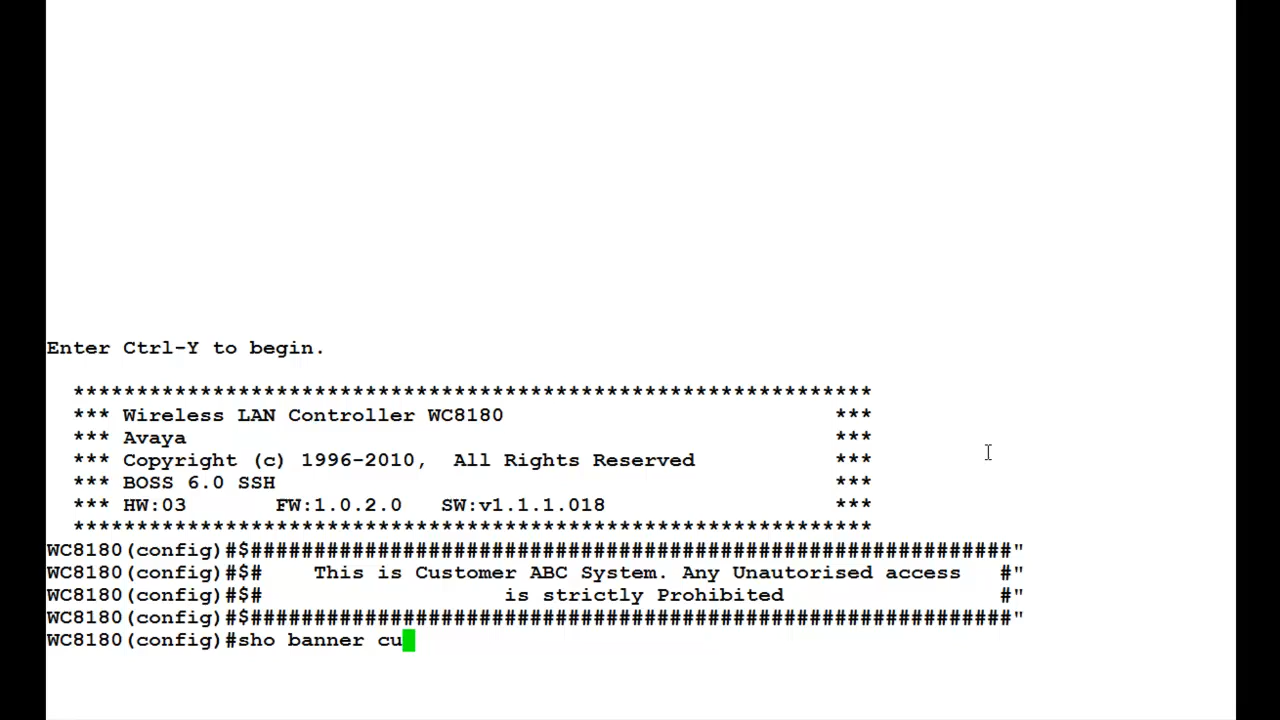 Enter Ctrl-Y to begin.
***************************************************************
*** Wireless LAN Controller WC8180 ***
*** Avaya ***
*** Copyright (c) 1996-2010, All Rights Reserved ***
*** BOSS 6.0 SSH ***
*** HW:03 FW:1.0.2.0 SW:v1.1.1.018 ***
***************************************************************
WC8180(config)#$############################################################"
WC8180(config)#$# This is Customer ABC System. Any Unautorised access #"
WC8180(config)#$# is strictly Prohibited #"
WC8180(config)#$############################################################"
WC8180(config)#sho banner cu